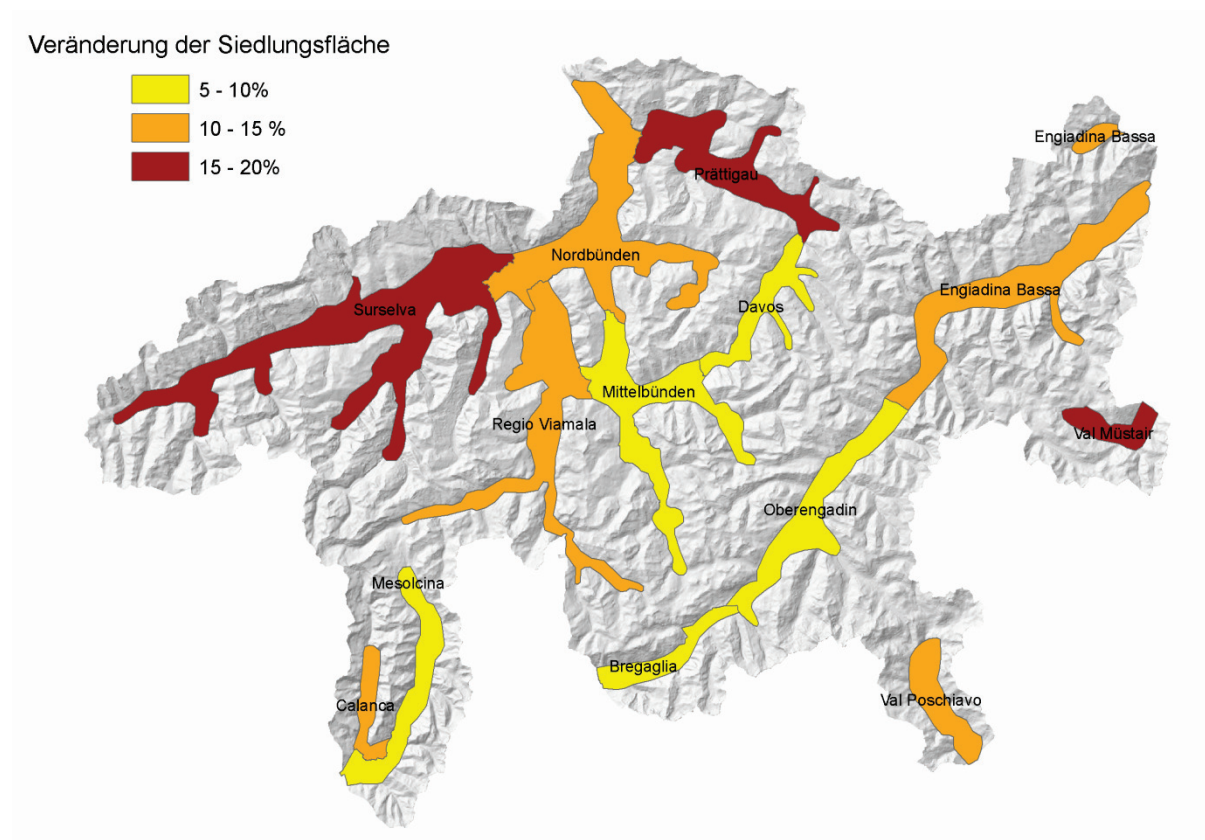 Veränderung der Siedlungsfläche
5 - 10%
10 - 15 %
15 - 20%
Engiadina Bassa
Prättigau
Nordbünden
Engiadina Bassa
Surselva
Davos
Mittelbünden
Regio Viamala
Val Müstair
Oberengadin
Mesolcina
Bregaglia
Calanca
Val Poschiavo